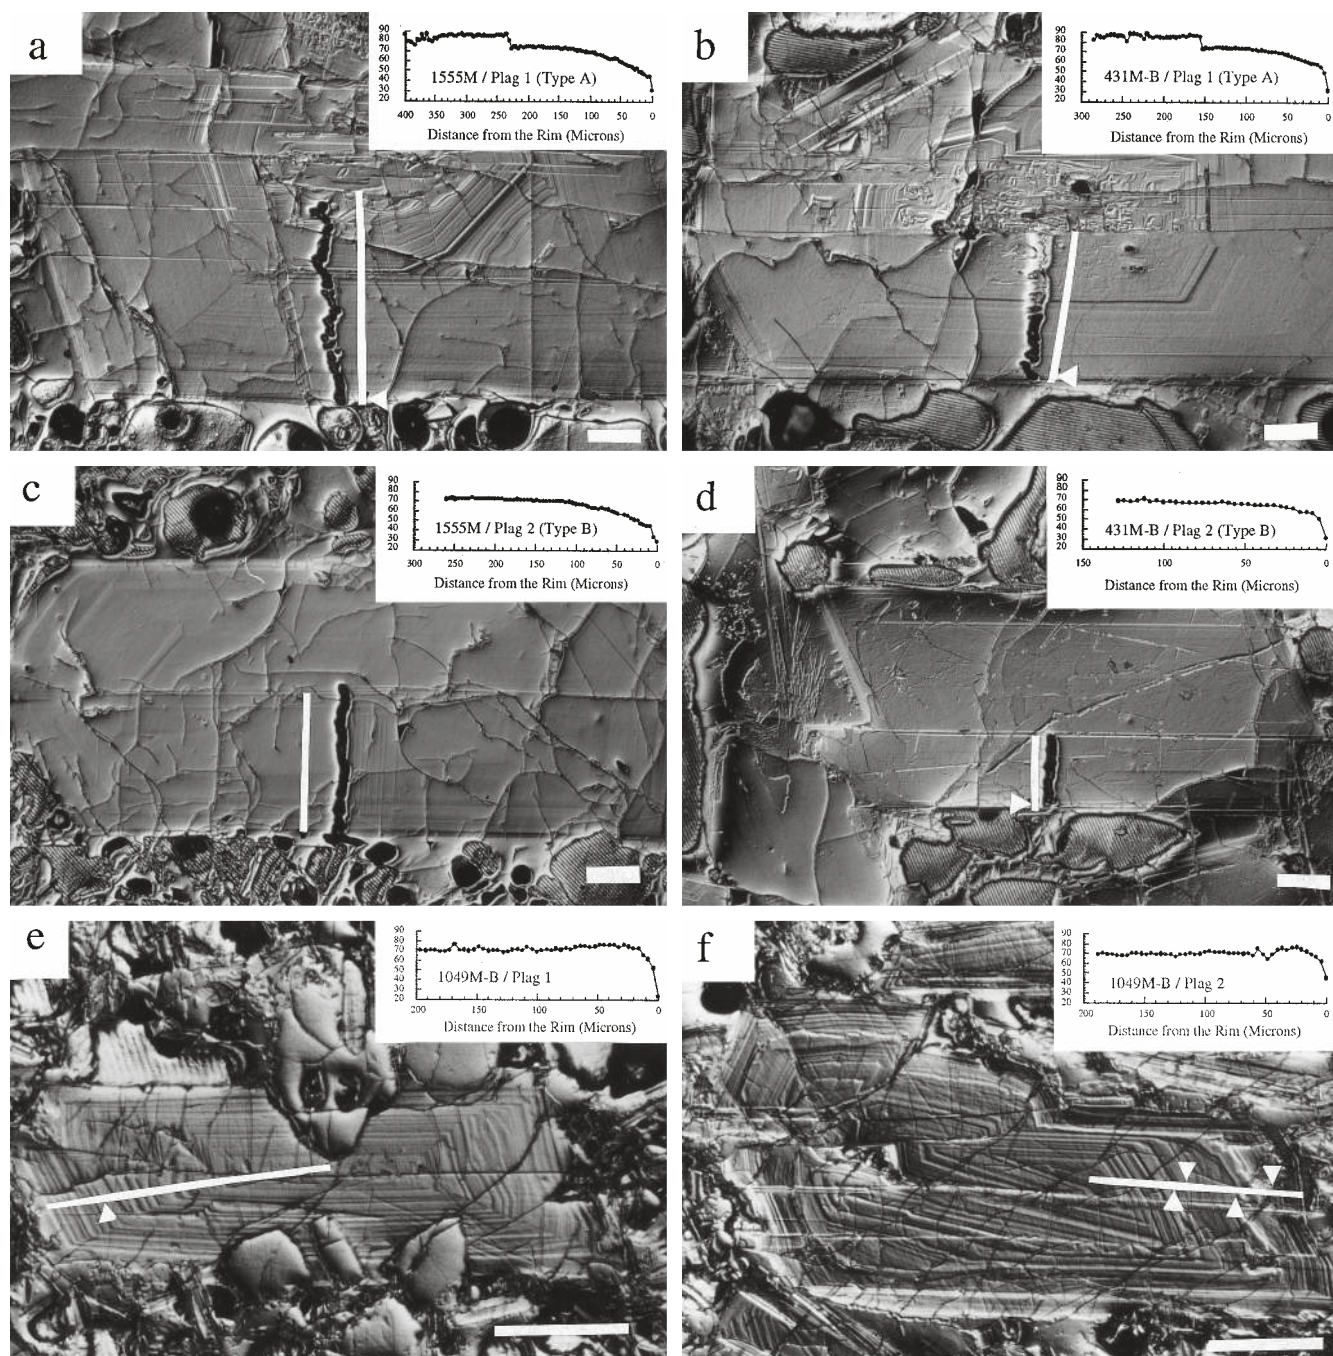 a
90
80
70
60
50
40
30
20
1555M / Plag 1 (Type A)
400 350 300 250 200 150 100 50 0
Distance from the Rim (Microns)
b
90
80
70
60
50
40
30
20
431M-B / Plag 1 (Type A)
300 250 200 150 100 50 0
Distance from the Rim (Microns)
c
90
80
70
60
50
40
30
20
1555M / Plag 2 (Type B)
300 250 200 150 100 50 0
Distance from the Rim (Microns)
d
90
80
70
60
50
40
30
20
431M-B / Plag 2 (Type B)
150 100 50 0
Distance from the Rim (Microns)
e
90
80
70
60
50
40
30
20
1049M-B / Plag 1
200 150 100 50 0
Distance from the Rim (Microns)
f
90
80
70
60
50
40
30
20
1049M-B / Plag 2
200 150 100 50 0
Distance from the Rim (Microns)